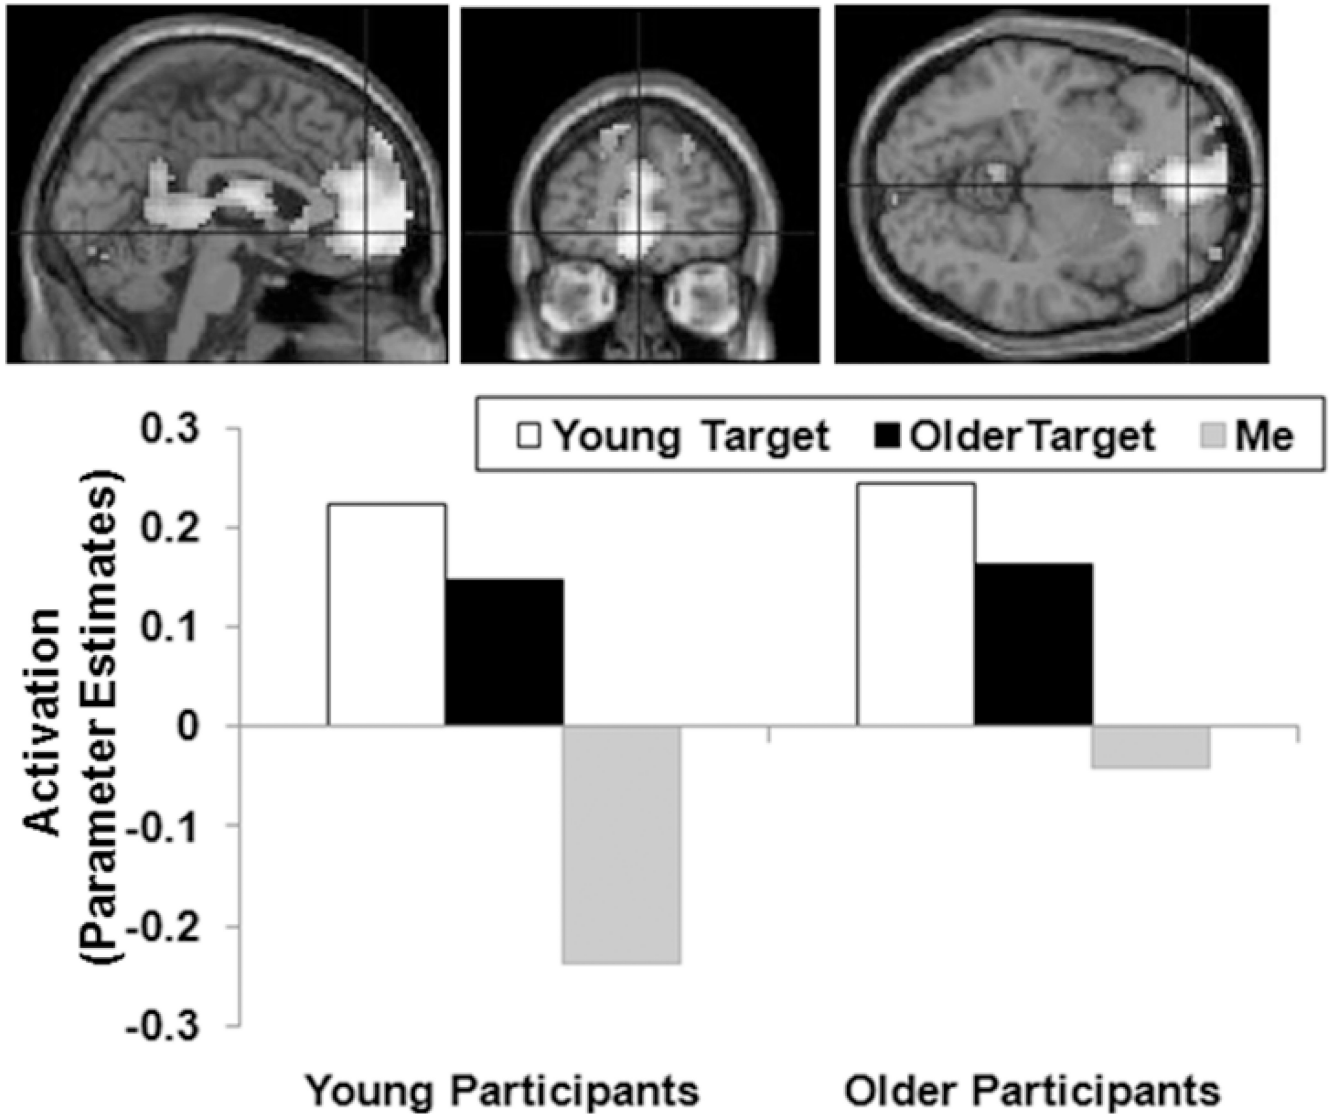 Young Target OlderTarget Me
0.3
0.2
0.1
0
-0.1
-0.2
-0.3
Activation
(Parameter Estimates)
Young Participants Older Participants